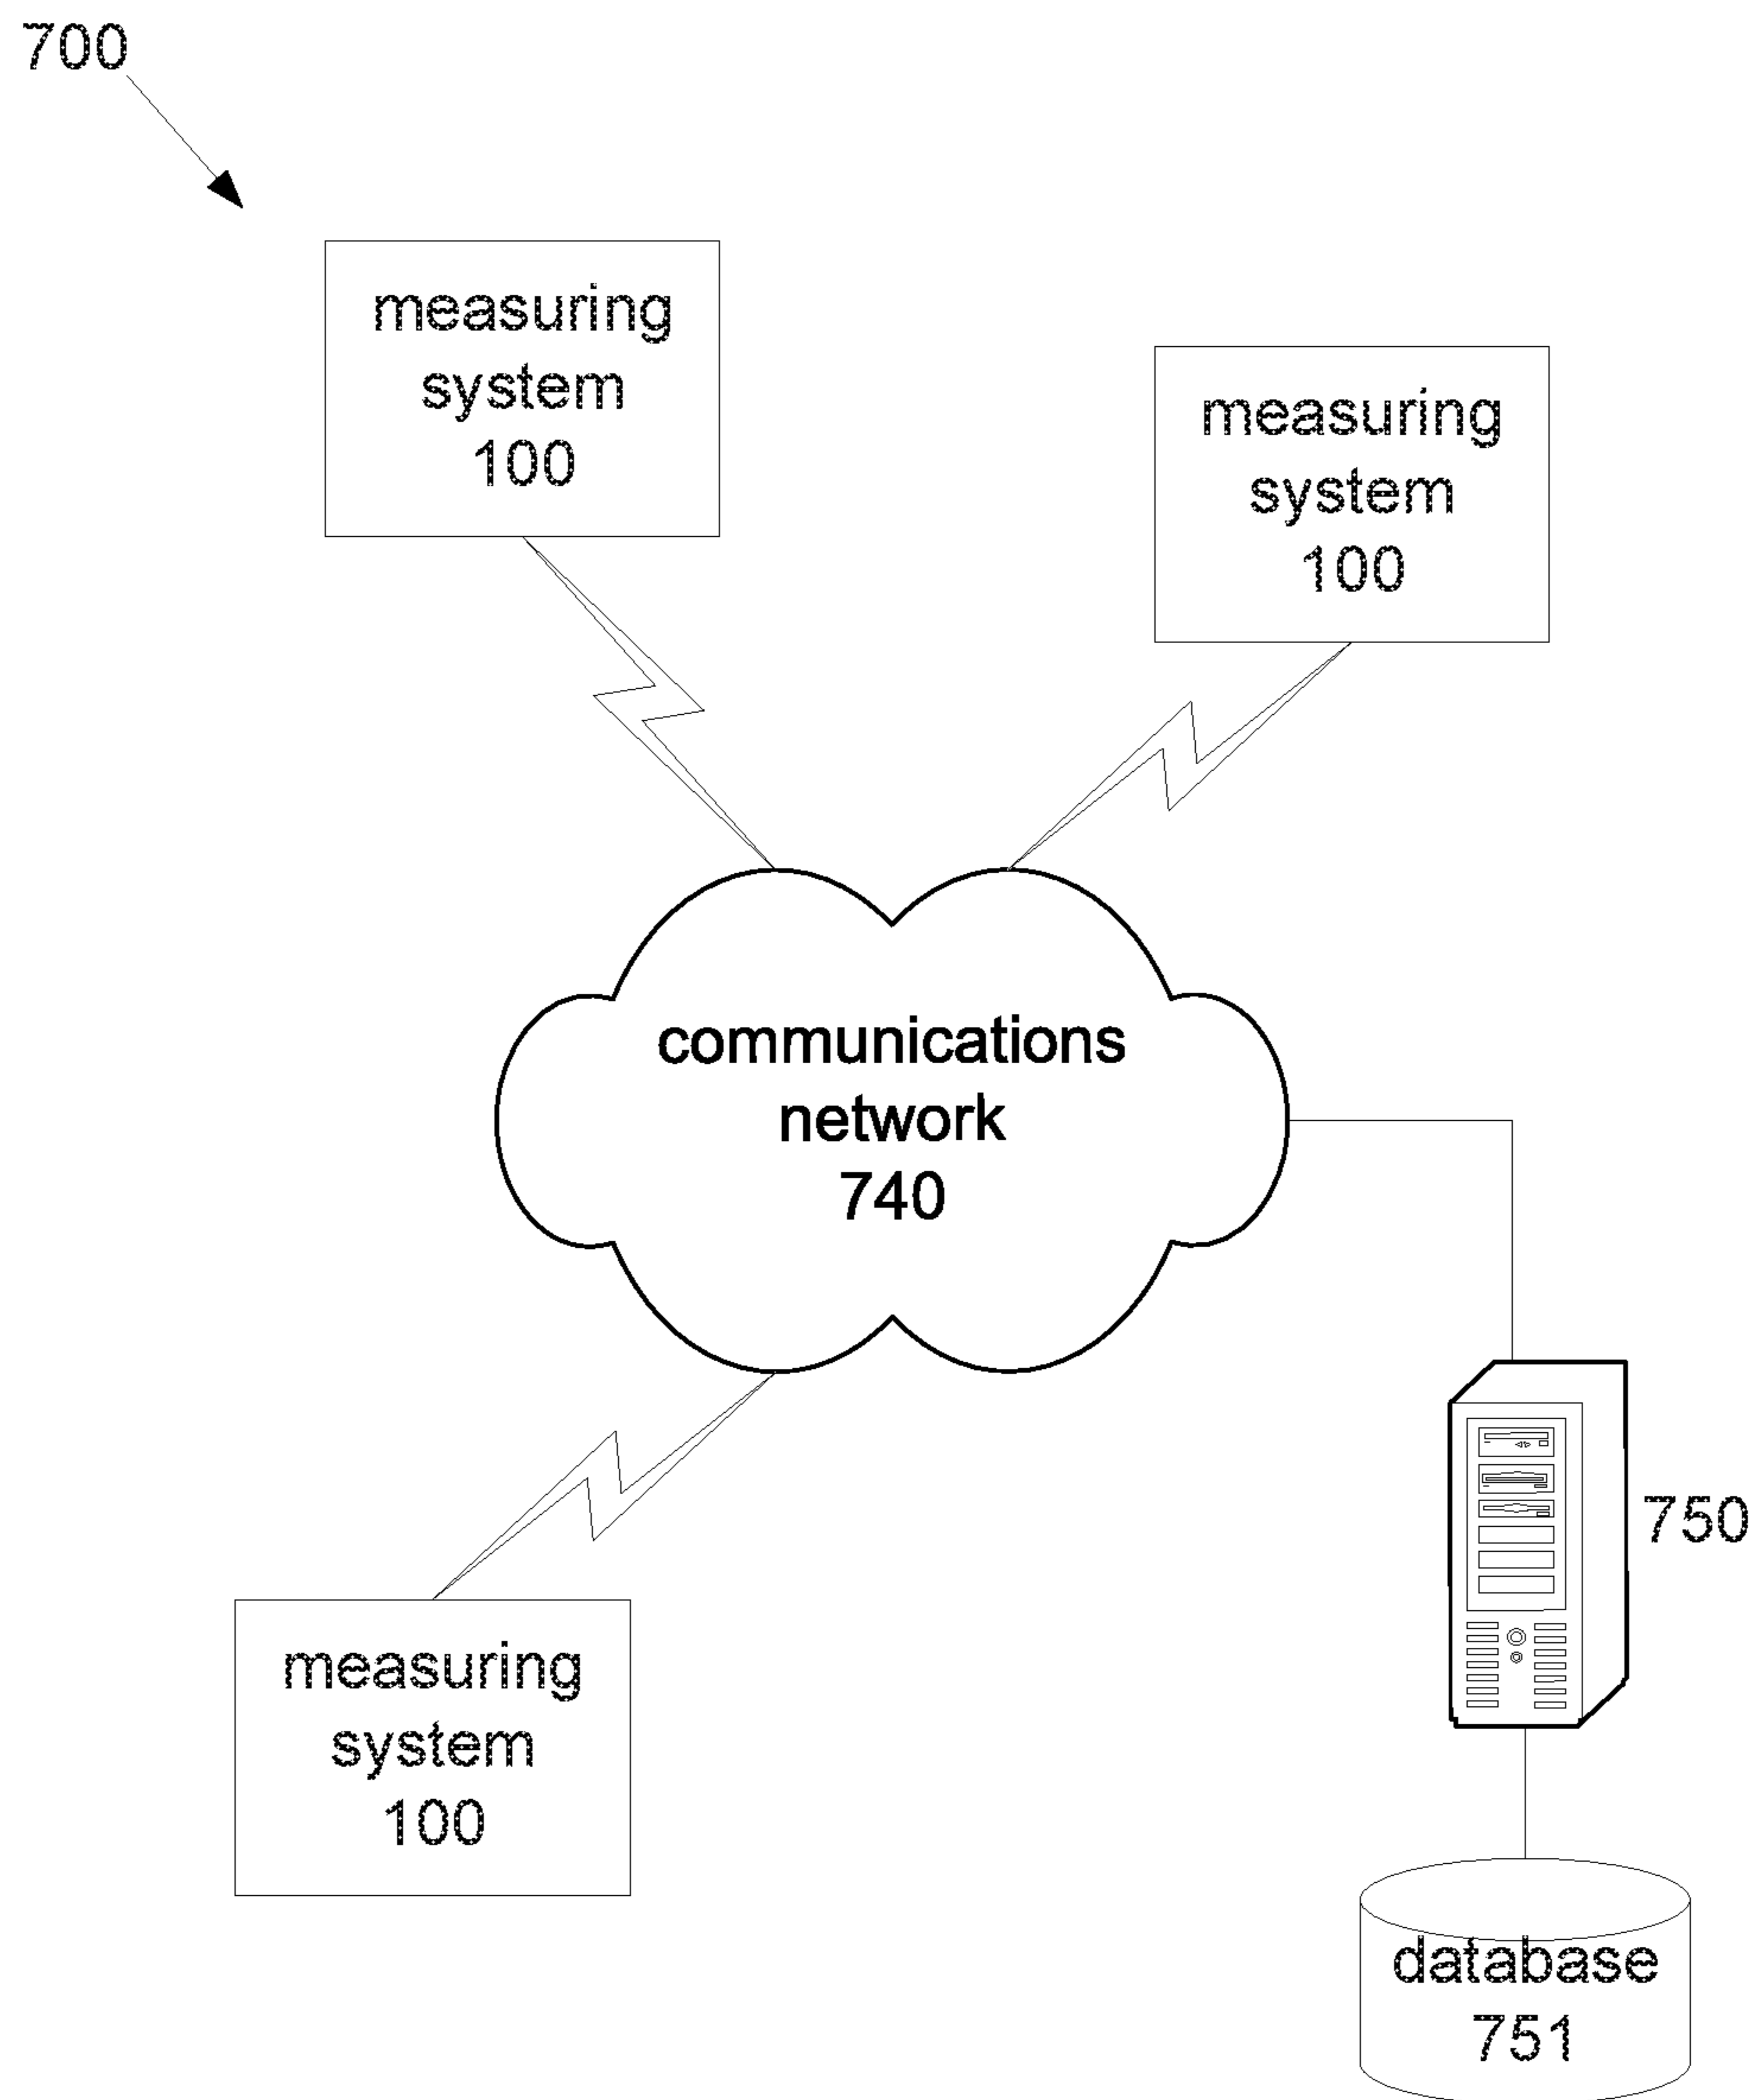 700
measuring
system
100
measuring
system
100
communications
network
740
750
measuring
system
100
database
751